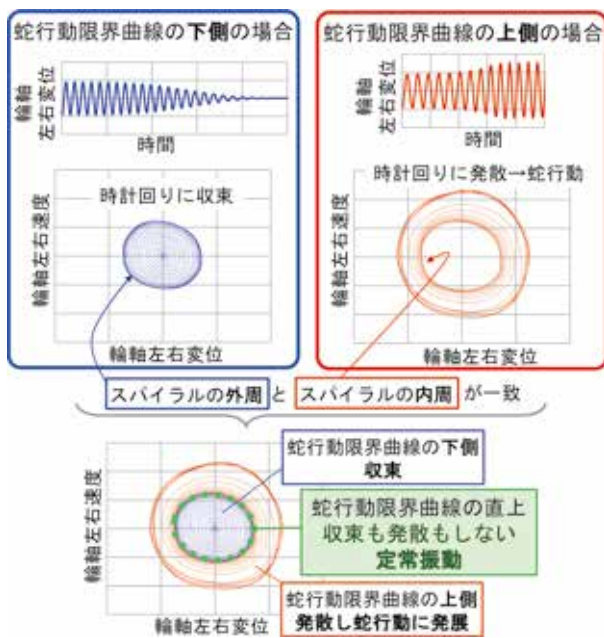 蛇行動限界曲線の下側の場合
輪軸
左右変位
時間
時計回りに収束
輪軸左右速度
輪軸左右変位
蛇行動限界曲線の上側の場合
輪軸
左右変位
時間
時計回りに発散→蛇行動
輪軸左右速度
輪軸左右変位
スパイラルの外周 と スパイラルの内周 が一致
蛇行動限界曲線の下側
収束
輪軸左右速度
蛇行動限界曲線の直上
収束も発散もしない
定常振動
蛇行動限界曲線の上側
発散し蛇行動に発展
輪軸左右変位